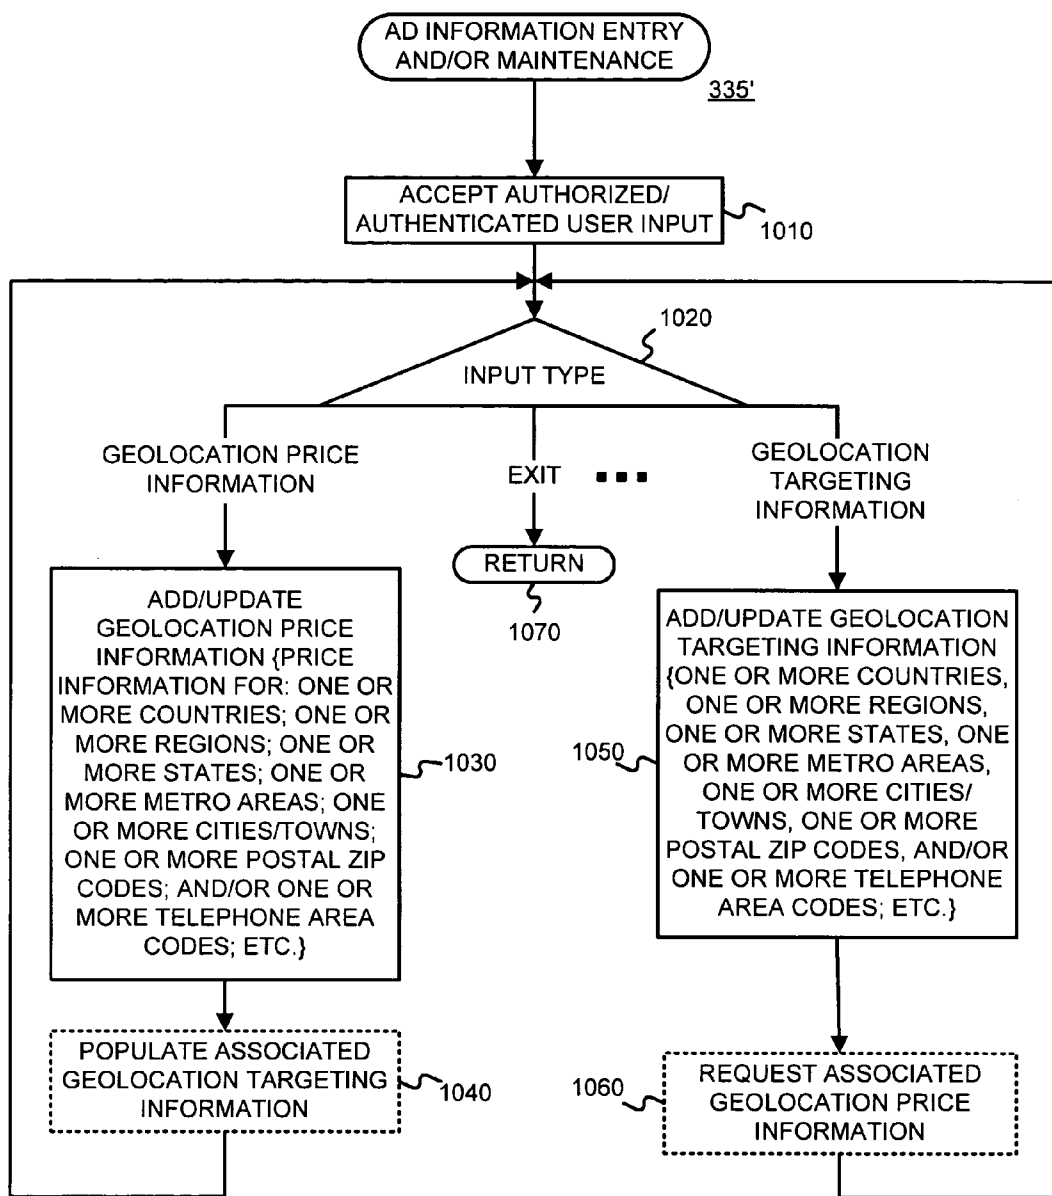 AD INFORMATION ENTRY
AND/OR MAINTENANCE
335'
ACCEPT AUTHORIZED/
AUTHENTICATED USER INPUT
1010
1020
INPUT TYPE
GEOLOCATION PRICE
INFORMATION
EXIT
GEOLOCATION
TARGETING
INFORMATION
RETURN
1070
ADD/UPDATE
GEOLOCATION PRICE
INFORMATION {PRICE
INFORMATION FOR: ONE OR
MORE COUNTRIES; ONE OR
MORE REGIONS; ONE OR
MORE STATES; ONE OR
MORE METRO AREAS; ONE
OR MORE CITIES/TOWNS;
ONE OR MORE POSTAL ZIP
CODES; AND/OR ONE OR
MORE TELEPHONE AREA
CODES; ETC.}
1030
ADD/UPDATE GEOLOCATION
TARGETING INFORMATION
{ONE OR MORE COUNTRIES,
ONE OR MORE REGIONS,
ONE OR MORE STATES, ONE
OR MORE METRO AREAS,
ONE OR MORE CITIES/
TOWNS, ONE OR MORE
POSTAL ZIP CODES, AND/OR
ONE OR MORE TELEPHONE
AREA CODES; ETC.}
1050
POPULATE ASSOCIATED
GEOLOCATION TARGETING
INFORMATION
1040
REQUEST ASSOCIATED
GEOLOCATION PRICE
INFORMATION
1060